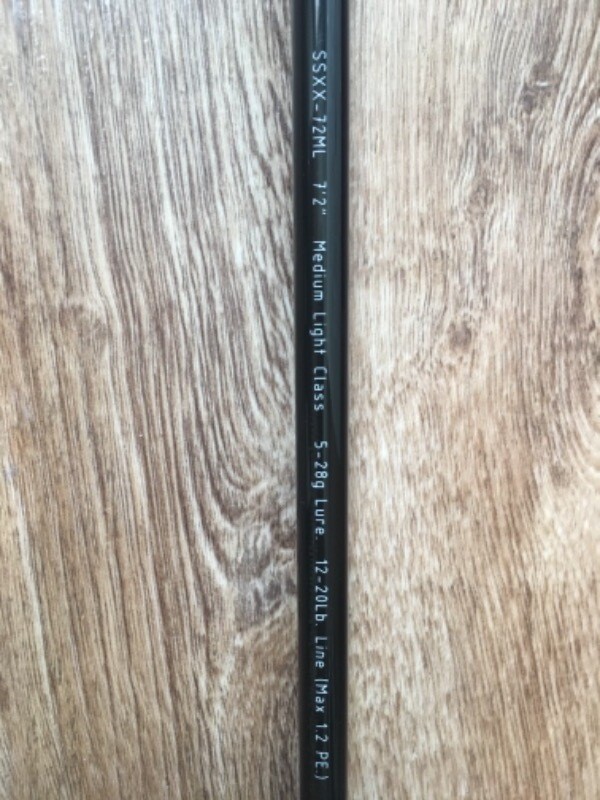 SSXX-72ML 7'2" Medium Light Class 5-28g Lure. 12-20Lb. Line (Max 1.2 PE.)